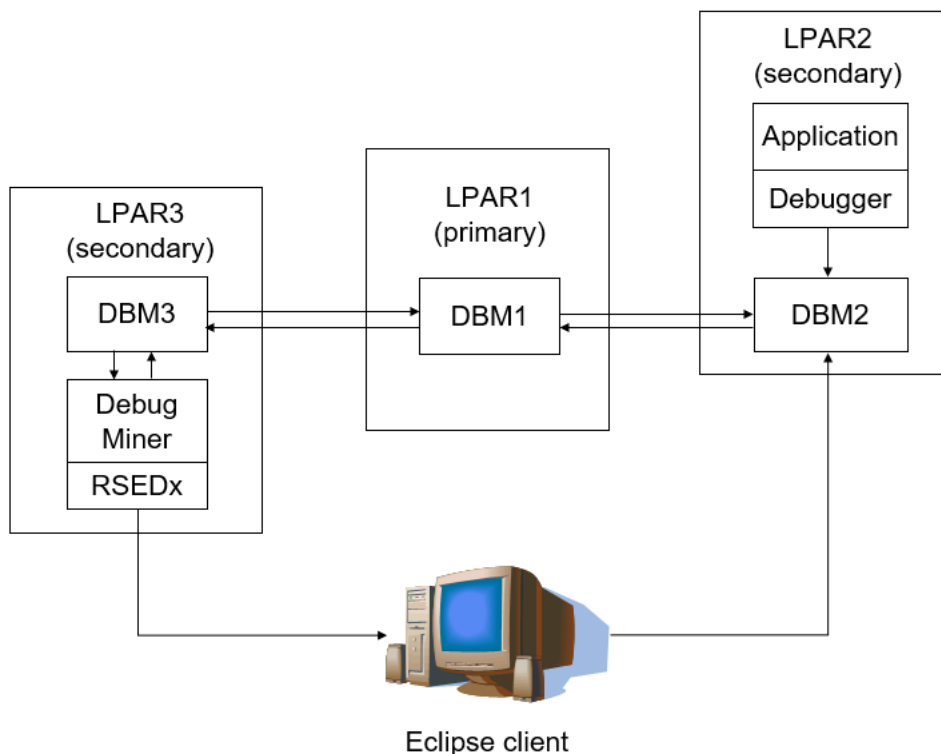 LPAR3
(secondary)
DBM3
Debug
Miner
RSEDx
LPAR1
(primary)
DBM1
LPAR2
(secondary)
Application
Debugger
DBM2
Eclipse client